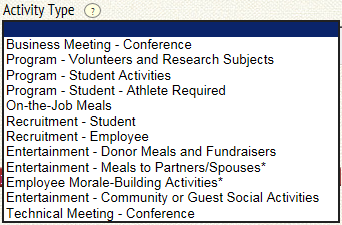 Activity Type ?
Business Meeting - Conference
Program - Volunteers and Research Subjects
Program - Student Activities
Program - Student - Athlete Required
On-the-Job Meals
Recruitment - Student
Recruitment - Employee
Entertainment - Donor Meals and Fundraisers
Entertainment - Meals to Partners/Spouses*
Employee Morale-Building Activities*
Entertainment - Community or Guest Social Activities
Technical Meeting - Conference